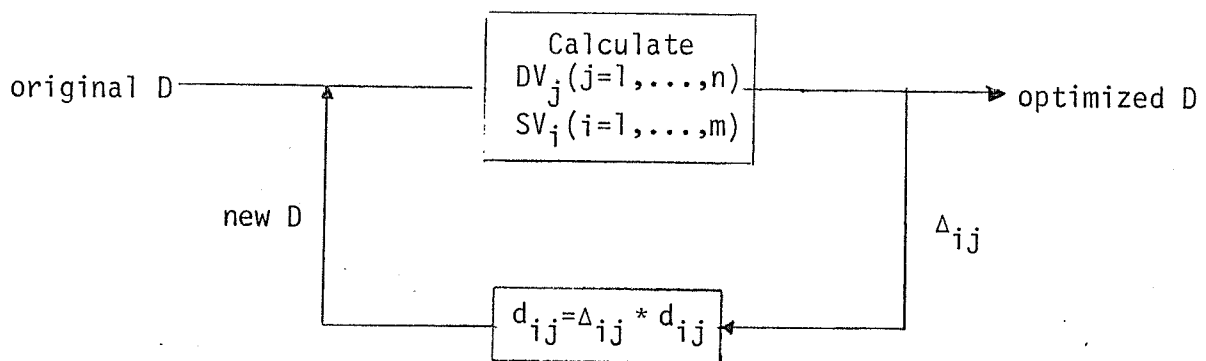 Calculate
original D
DV_j(j=1,...,n)
SV_i(i=1,...,m)
optimized D
new D
Δ_ij
d_ij=Δ_ij * d_ij